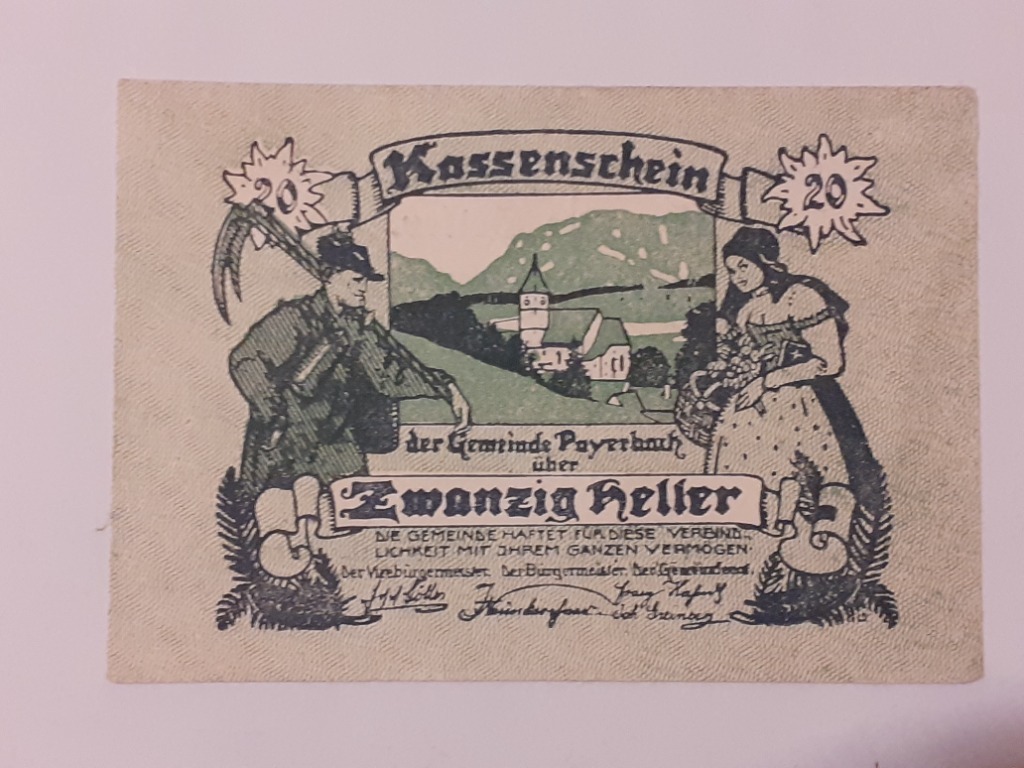 Kassenschein
20
20
der Gemeinde Payerbach
über
Zwanzig Heller
DIE GEMEINDE HAFTET FÜR DIESE VERBIND-
LICHKEIT MIT IHREM GANZEN VERMÖGEN.
Der Vizebürgermeister. Der Bürgermeister. Der Gemeinderat.
Franz